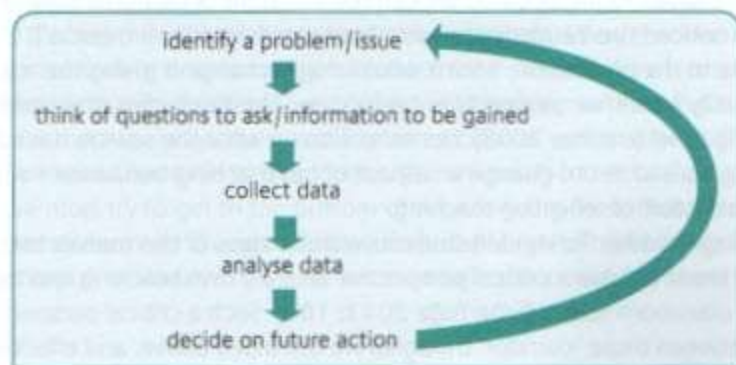 identify a problem/issue
think of questions to ask/information to be gained
collect data
analyse data
decide on future action